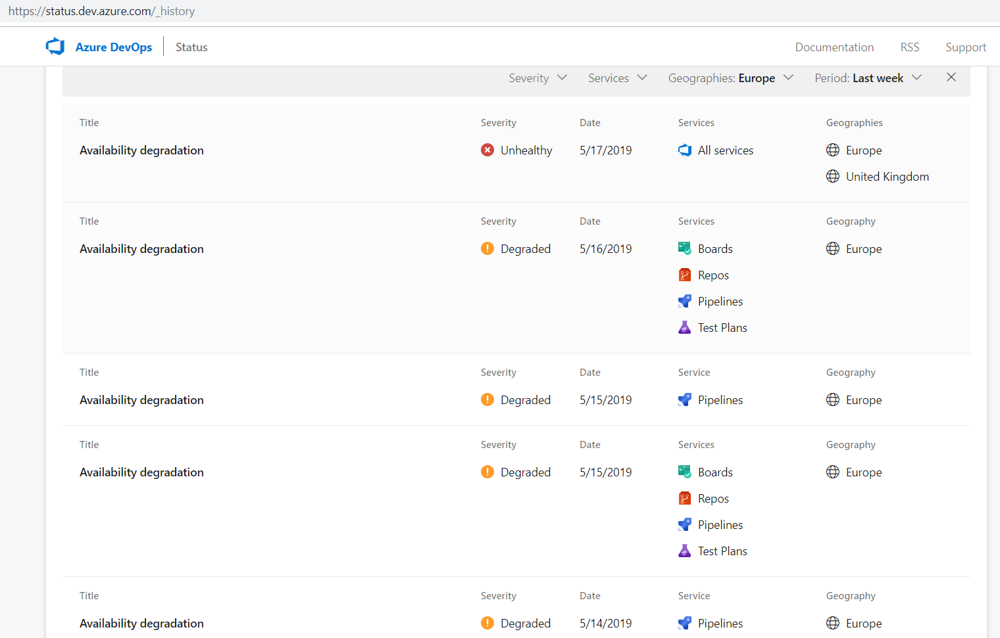 https://status.dev.azure.com/_history
Azure DevOps Status Documentation RSS Support
Severity Services Geographies: Europe Period: Last week
Title Severity Date Services Geographies
Availability degradation Unhealthy 5/17/2019 All services Europe
United Kingdom
Title Severity Date Services Geography
Availability degradation Degraded 5/16/2019 Boards Europe
Repos
Pipelines
Test Plans
Title Severity Date Service Geography
Availability degradation Degraded 5/15/2019 Pipelines Europe
Title Severity Date Services Geography
Availability degradation Degraded 5/15/2019 Boards Europe
Repos
Pipelines
Test Plans
Title Severity Date Service Geography
Availability degradation Degraded 5/14/2019 Pipelines Europe